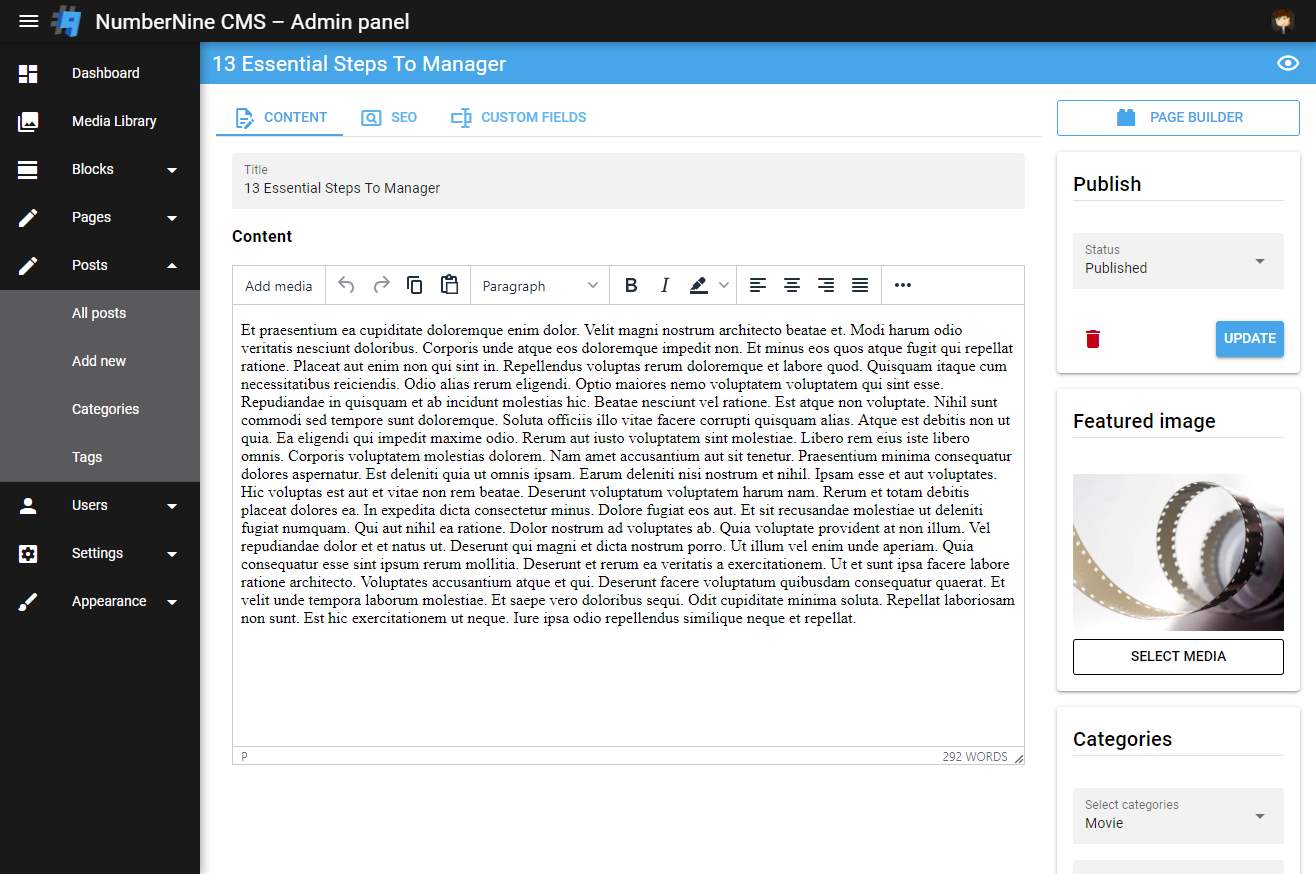 NumberNine CMS – Admin panel
Dashboard
Media Library
Blocks
Pages
Posts
All posts
Add new
Categories
Tags
Users
Settings
Appearance
13 Essential Steps To Manager
CONTENT
SEO
CUSTOM FIELDS
Title
13 Essential Steps To Manager
Content
Add media
Paragraph
B
I
Et praesentium ea cupiditate doloremque enim dolor. Velit magni nostrum architecto beatae et. Modi harum odio
veritatis nesciunt doloribus. Corporis unde atque eos doloremque impedit non. Et minus eos quos atque fugit qui repellat
ratione. Placeat aut enim non qui sint in. Repellendus voluptas rerum doloremque et labore quod. Quisquam itaque cum
necessitatibus reiciendis. Odio alias rerum eligendi. Optio maiores nemo voluptatem voluptatem qui sint esse.
Repudiandae in quisquam et ab incidunt molestias hic. Beatae nesciunt vel ratione. Est atque non voluptate. Nihil sunt
commodi sed tempore sunt doloremque. Soluta officiis illo vitae facere corrupti quisquam alias. Atque est debitis non ut
quia. Ea eligendi qui impedit maxime odio. Rerum aut iusto voluptatem sint molestiae. Libero rem eius iste libero
omnis. Corporis voluptatem molestias dolorem. Nam amet accusantium aut sit tenetur. Praesentium minima consequatur
dolores aspernatur. Est deleniti quia ut omnis ipsam. Earum deleniti nisi nostrum et nihil. Ipsam esse et aut voluptates.
Hic voluptas est aut et vitae non rem beatae. Deserunt voluptatum voluptatem harum nam. Rerum et totam debitis
placeat dolores ea. In expedita dicta consectetur minus. Dolore fugiat eos aut. Et sit recusandae molestiae ut deleniti
fugiat numquam. Qui aut nihil ea ratione. Dolor nostrum ad voluptates ab. Quia voluptate provident at non illum. Vel
repudiandae dolor et et natus ut. Deserunt qui magni et dicta nostrum porro. Ut illum vel enim unde aperiam. Quia
consequatur esse sint ipsum rerum mollitia. Deserunt et rerum ea veritatis a exercitationem. Ut et sunt ipsa facere labore
ratione architecto. Voluptates accusantium atque et qui. Deserunt facere voluptatum quibusdam consequatur quaerat. Et
velit unde tempora laborum molestiae. Et saepe vero doloribus sequi. Odit cupiditate minima soluta. Repellat laboriosam
non sunt. Est hic exercitationem ut neque. Iure ipsa odio repellendus similique neque et repellat.
P
292 WORDS
PAGE BUILDER
Publish
Status
Published
UPDATE
Featured image
SELECT MEDIA
Categories
Select categories
Movie